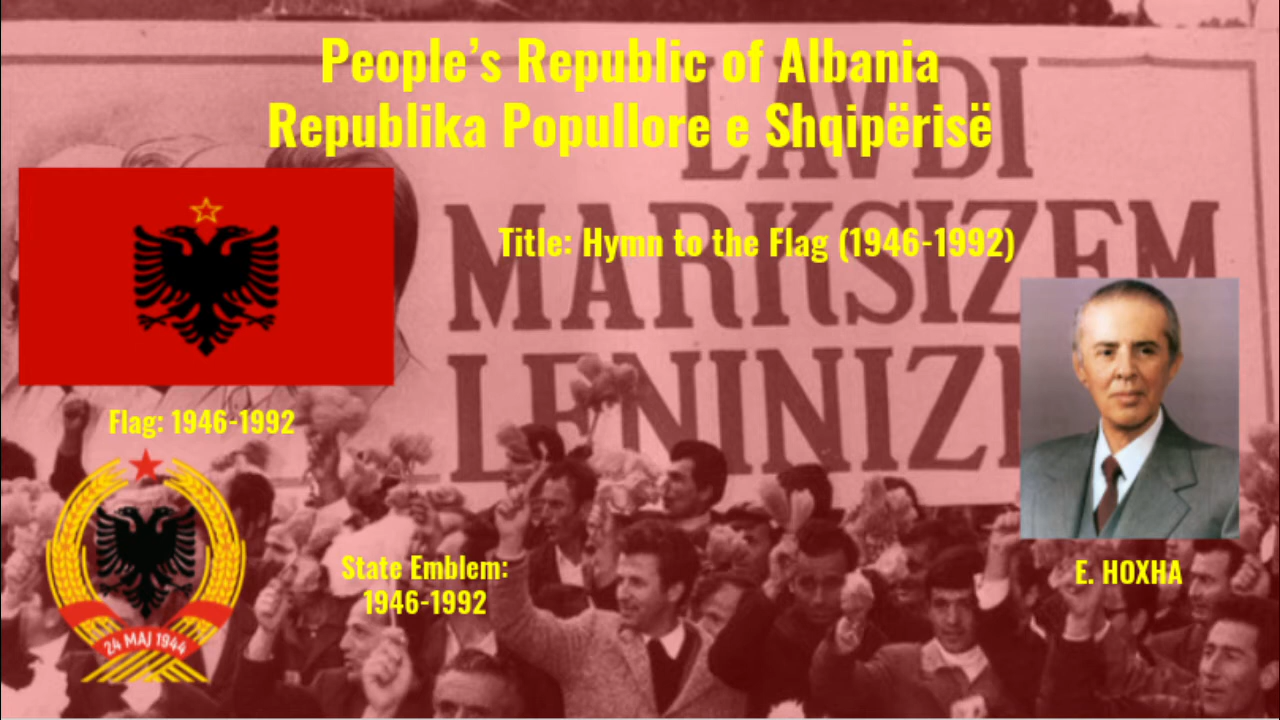 People’s Republic of Albania
Republika Popullore e Shqipërisë
LAVDI
MARKSIZEM
Title: Hymn to the Flag (1946-1992)
LENINIZ
Flag: 1946-1992
24 MAJ 1944
State Emblem:
1946-1992
E. HOXHA